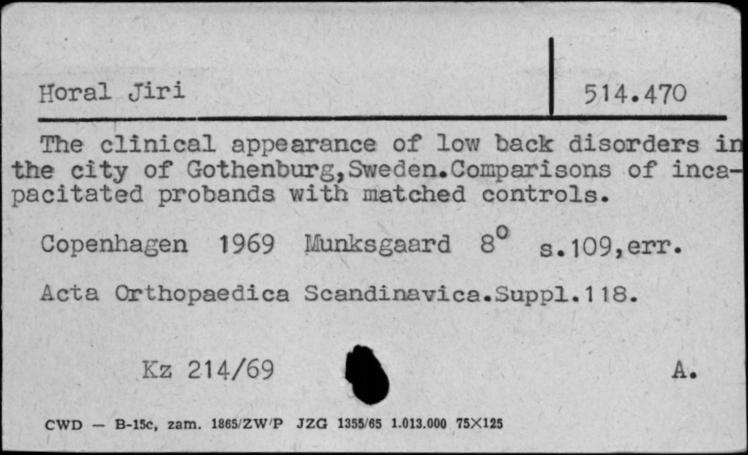 Horal Jiri 514.470
The clinical appearance of low back disorders in
the city of Gothenburg,Sweden.Comparisons of inca-
pacitated probands with matched controls.
Copenhagen 1969 Munksgaard 8° s.109,err.
Acta Orthopaedica Scandinavica.Suppl.118.
Kz 214/69 A.
CWD — B-15c, zam. 1865/ZW/P JZG 1355/65 1.013.000 75×125